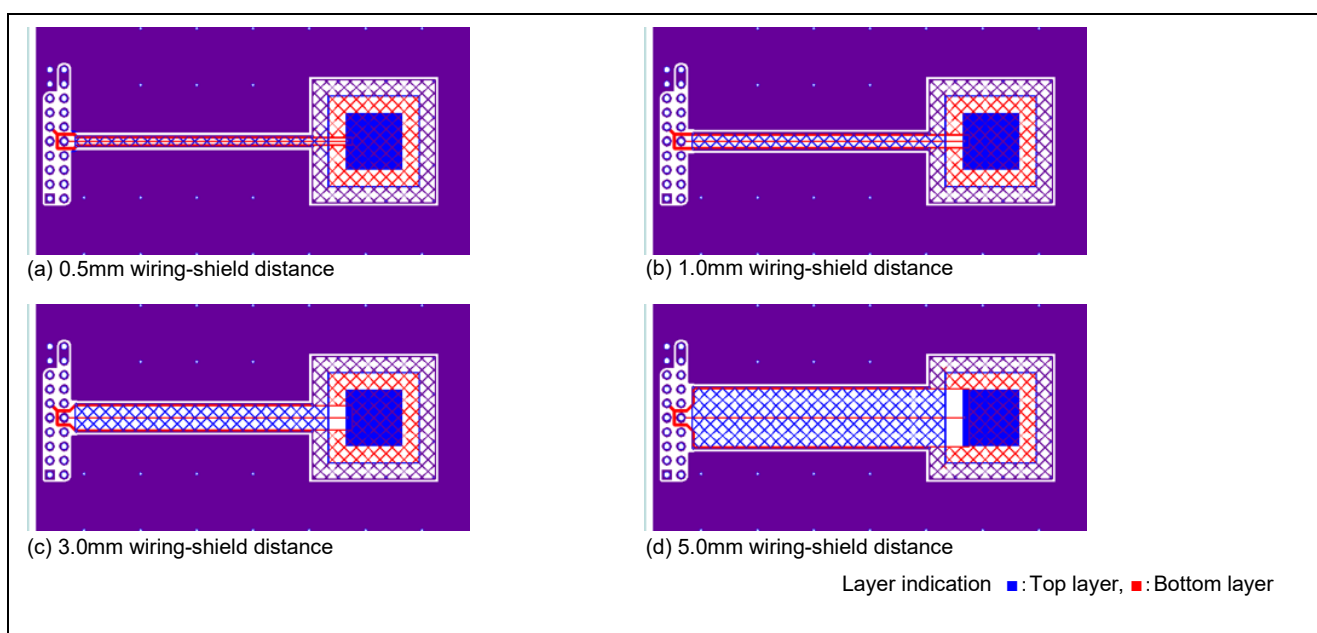 (a) 0.5mm wiring-shield distance
(b) 1.0mm wiring-shield distance
(c) 3.0mm wiring-shield distance
(d) 5.0mm wiring-shield distance
Layer indication ■: Top layer, ■: Bottom layer